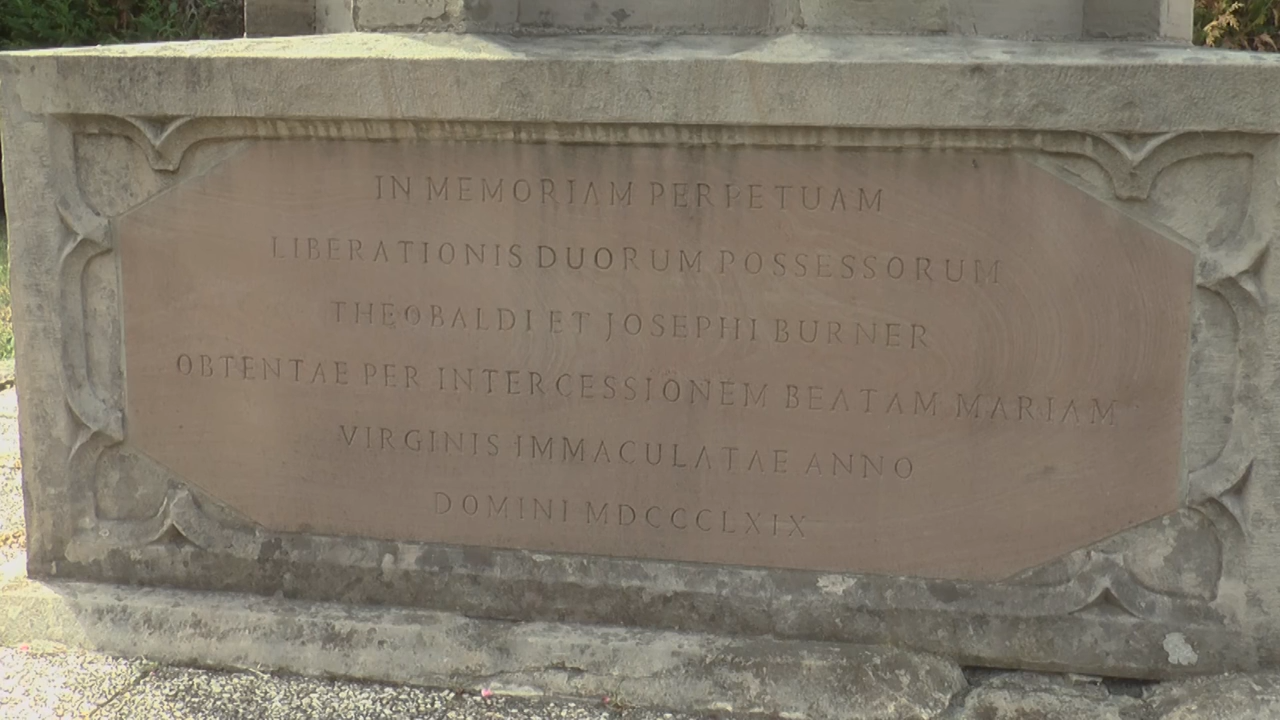 IN MEMORIAM PERPETUAM
LIBERATIONIS DUORUM POSSESSORUM
THEOBALDI ET JOSEPHI BURNER
OBTENTAE PER INTERCESSIONEM BEATAM MARIAM
VIRGINIS IMMACULATAE ANNO
DOMINI MDCCCLXIX